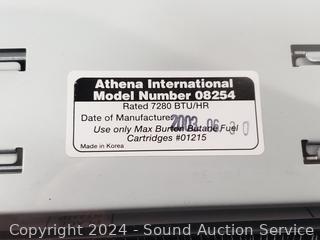 Athena International
Model Number 08254
Rated 7280 BTU/HR
Date of Manufacture: 2003 06 30
Use only Max Burton Butane Fuel
Cartridges #01215
Made in Korea
Copyright 2024 - Sound Auction Service